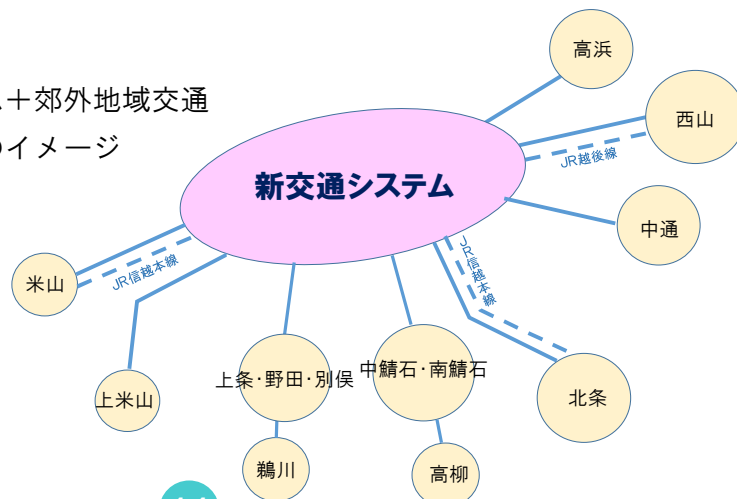 高浜
＋郊外地域交通
イメージ
西山
JR越後線
新交通システム
中通
JR信越本線
米山
JR信越本線
上米山
上条・野田・別俣
中鯖石・南鯖石
北条
鵜川
高柳